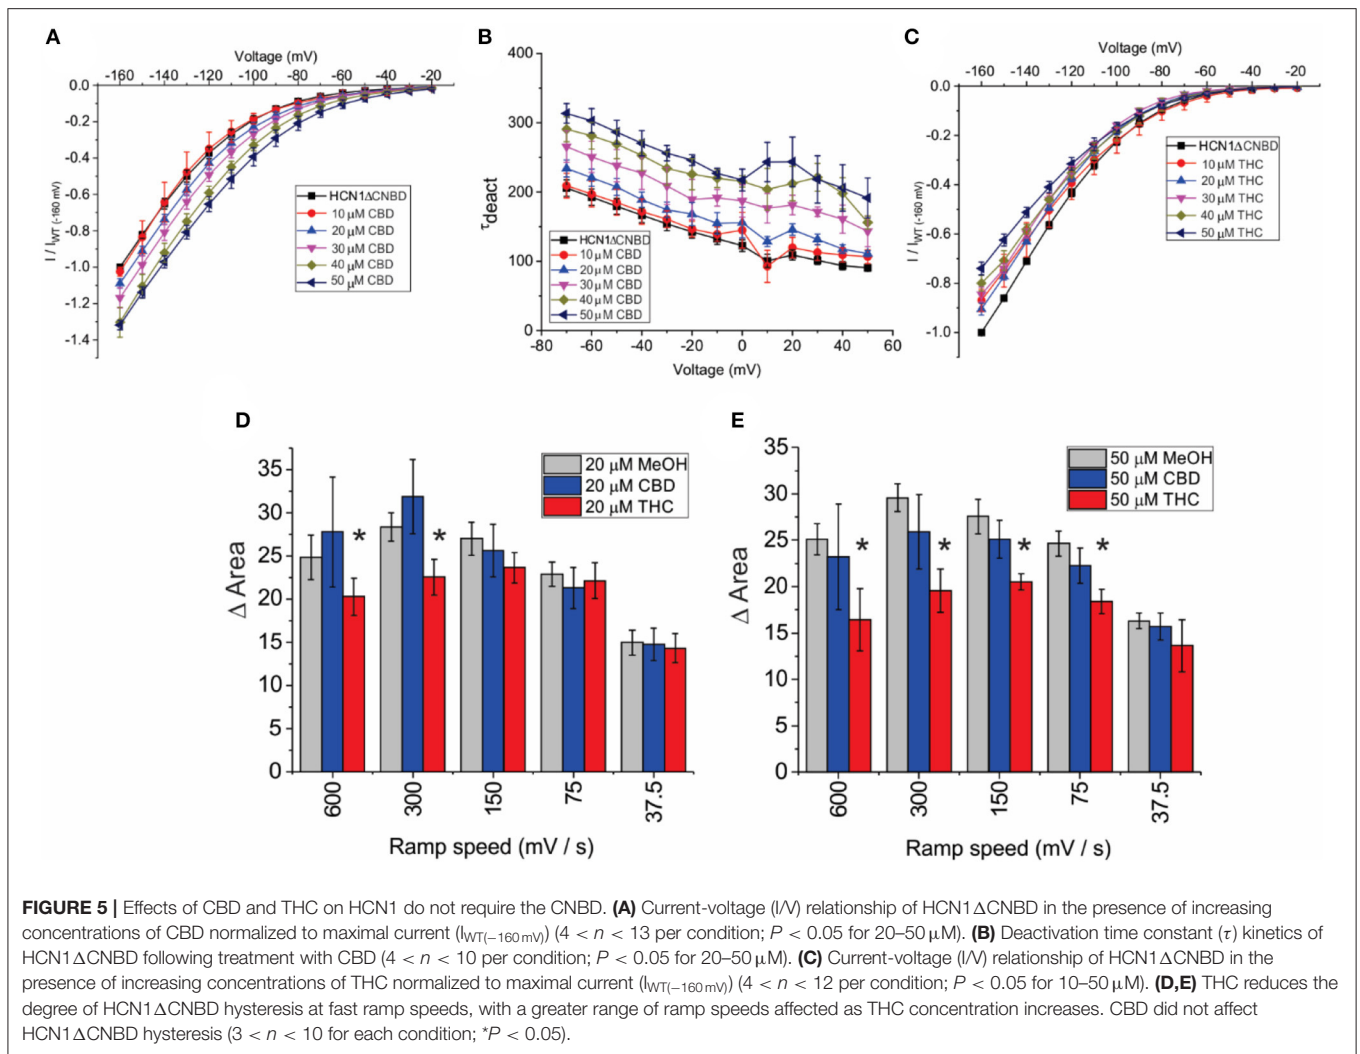 A
Voltage (mV)
-160 -140 -120 -100 -80 -60 -40 -20
0.0
-0.2
-0.4
-0.6
-0.8
-1.0
-1.2
-1.4
I / I WT (-160 mV)
HCN1ΔCNBD
10 μM CBD
20 μM CBD
30 μM CBD
40 μM CBD
50 μM CBD
B
400
300
200
100
0
τdeact
HCN1ΔCNBD
10 μM CBD
20 μM CBD
30 μM CBD
40 μM CBD
50 μM CBD
-80 -60 -40 -20 0 20 40 60
Voltage (mV)
C
Voltage (mV)
-160 -140 -120 -100 -80 -60 -40 -20
0.0
-0.2
-0.4
-0.6
-0.8
-1.0
I / I WT (-160 mV)
HCN1ΔCNBD
10 μM THC
20 μM THC
30 μM THC
40 μM THC
50 μM THC
D
35
30
25
20
15
10
5
0
Δ Area
20 μM MeOH
20 μM CBD
20 μM THC
* *
600 300 150 75 37.5
Ramp speed (mV / s)
E
35
30
25
20
15
10
5
0
Δ Area
50 μM MeOH
50 μM CBD
50 μM THC
* * * *
600 300 150 75 37.5
Ramp speed (mV / s)
FIGURE 5 | Effects of CBD and THC on HCN1 do not require the CNBD. (A) Current-voltage (I/V) relationship of HCN1ΔCNBD in the presence of increasing
concentrations of CBD normalized to maximal current (IWT(−160 mV)) (4 < n < 13 per condition; P < 0.05 for 20–50 μM). (B) Deactivation time constant (τ) kinetics of
HCN1ΔCNBD following treatment with CBD (4 < n < 10 per condition; P < 0.05 for 20–50 μM). (C) Current-voltage (I/V) relationship of HCN1ΔCNBD in the
presence of increasing concentrations of THC normalized to maximal current (IWT(−160 mV)) (4 < n < 12 per condition; P < 0.05 for 10–50 μM). (D,E) THC reduces the
degree of HCN1ΔCNBD hysteresis at fast ramp speeds, with a greater range of ramp speeds affected as THC concentration increases. CBD did not affect
HCN1ΔCNBD hysteresis (3 < n < 10 for each condition; *P < 0.05).